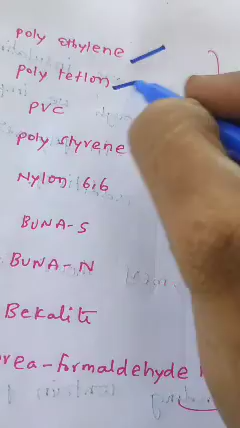 Poly ethylene
Poly teflon
PVC
Poly styrene
Nylon 6,6
BUNA-S
BUNA-N
Bekalite
rea-formaldehyde